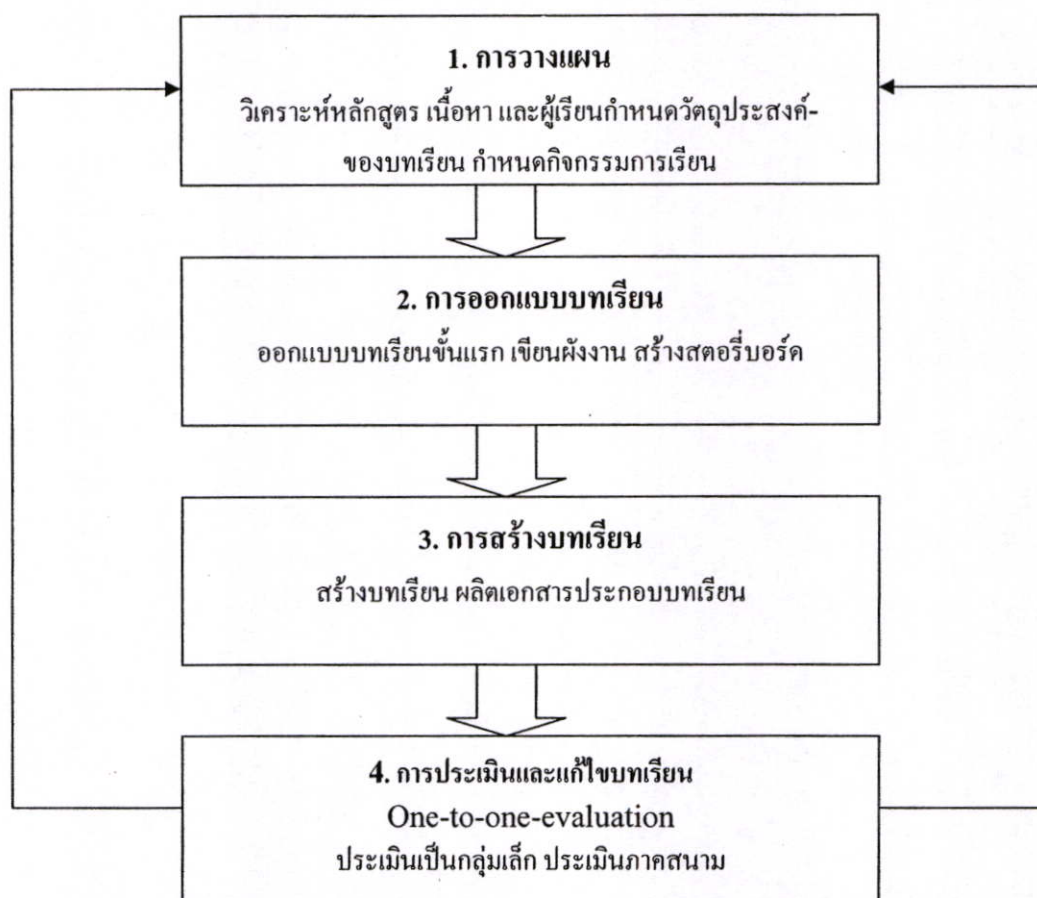 1. การวางแผน
วิเคราะห์หลักสูตร เนื้อหา และผู้เรียนกำหนดวัตถุประสงค์-
ของบทเรียน กำหนดกิจกรรมการเรียน
2. การออกแบบบทเรียน
ออกแบบบทเรียนขั้นแรก เขียนผังงาน สร้างสตอรี่บอร์ด
3. การสร้างบทเรียน
สร้างบทเรียน ผลิตเอกสารประกอบบทเรียน
4. การประเมินและแก้ไขบทเรียน
One-to-one-evaluation
ประเมินเป็นกลุ่มเล็ก ประเมินภาคสนาม